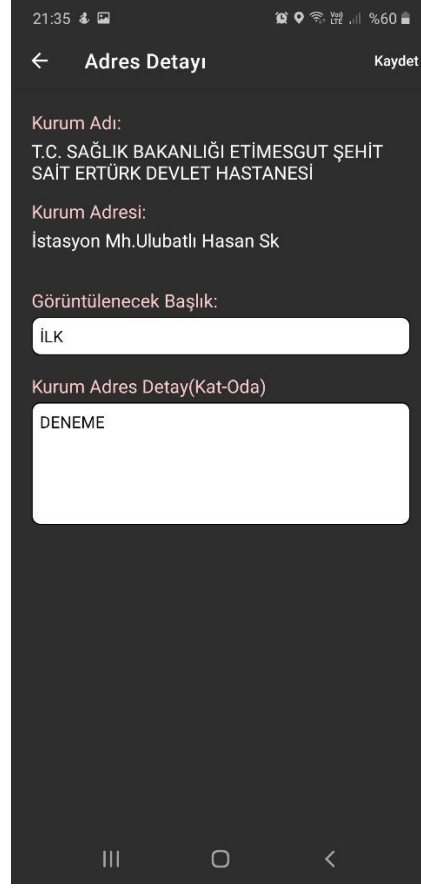 21:35 %60
Adres Detayı Kaydet
Kurum Adı:
T.C. SAĞLIK BAKANLIĞI ETİMESGUT ŞEHİT
SAİT ERTÜRK DEVLET HASTANESİ
Kurum Adresi:
İstasyon Mh.Ulubatlı Hasan Sk
Görüntülenecek Başlık:
İLK
Kurum Adres Detay(Kat-Oda)
DENEME